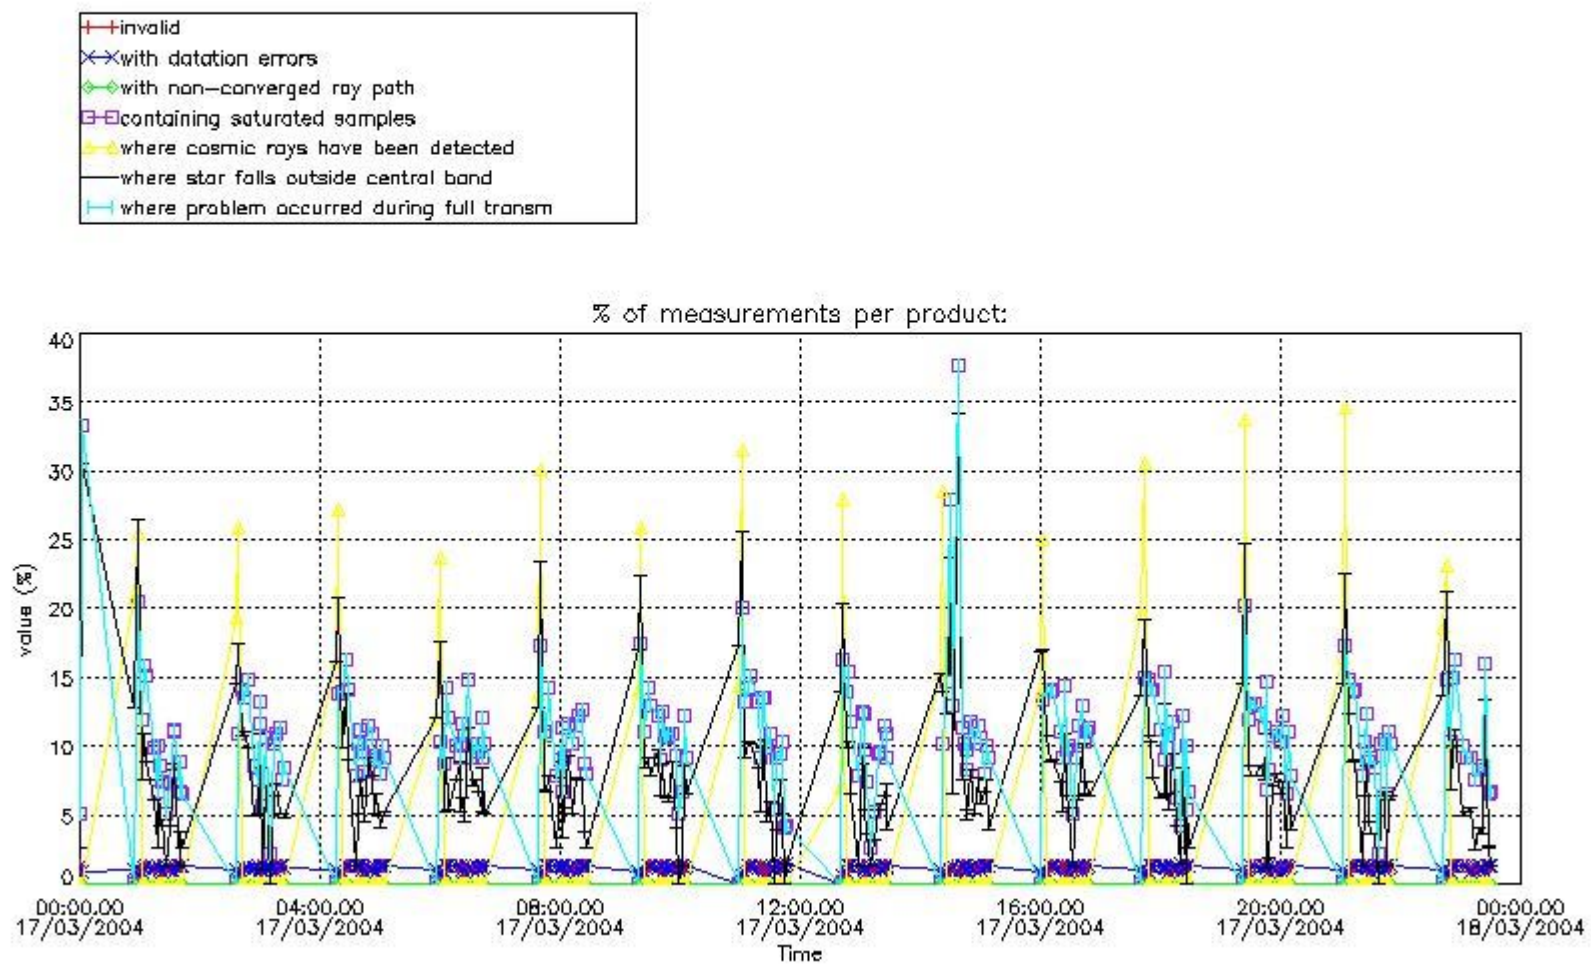 invalid
with datation errors
with non-converged ray path
containing saturated samples
where cosmic rays have been detected
where star falls outside central band
where problem occurred during full transm
% of measurements per product:
40
35
30
25
20
15
10
5
0
value (%)
00:00:00 04:00:00 08:00:00 12:00:00 16:00:00 20:00:00 00:00:00
17/03/2004 17/03/2004 17/03/2004 17/03/2004 17/03/2004 17/03/2004 18/03/2004
Time